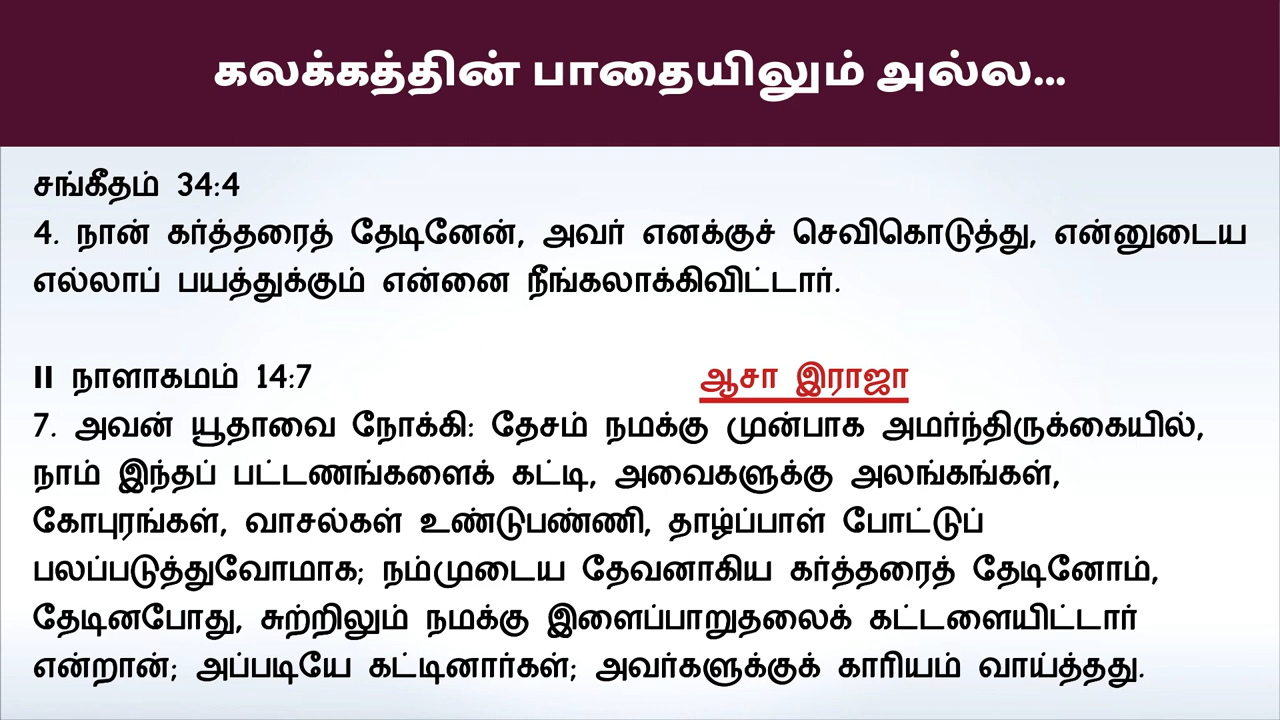 கலக்கத்தின் பாதையிலும் அல்ல...
சங்கீதம் 34:4
4. நான் கர்த்தரைத் தேடினேன், அவர் எனக்குச் செவிகொடுத்து, என்னுடைய
எல்லாப் பயத்துக்கும் என்னை நீங்கலாக்கிவிட்டார்.
II நாளாகமம் 14:7 ஆசா இராஜா
7. அவன் யூதாவை நோக்கி: தேசம் நமக்கு முன்பாக அமர்ந்திருக்கையில்,
நாம் இந்தப் பட்டணங்களைக் கட்டி, அவைகளுக்கு அலங்கங்கள்,
கோபுரங்கள், வாசல்கள் உண்டுபண்ணி, தாழ்ப்பாள் போட்டுப்
பலப்படுத்துவோமாக; நம்முடைய தேவனாகிய கர்த்தரைத் தேடினோம்,
தேடினபோது, சுற்றிலும் நமக்கு இளைப்பாறுதலைக் கட்டளையிட்டார்
என்றான்; அப்படியே கட்டினார்கள்; அவர்களுக்குக் காரியம் வாய்த்தது.